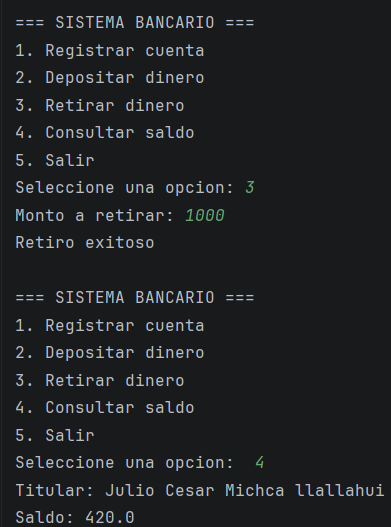 === SISTEMA BANCARIO ===
1. Registrar cuenta
2. Depositar dinero
3. Retirar dinero
4. Consultar saldo
5. Salir
Seleccione una opcion: 3
Monto a retirar: 1000
Retiro exitoso
=== SISTEMA BANCARIO ===
1. Registrar cuenta
2. Depositar dinero
3. Retirar dinero
4. Consultar saldo
5. Salir
Seleccione una opcion:  4
Titular: Julio Cesar Michca llallahui
Saldo: 420.0